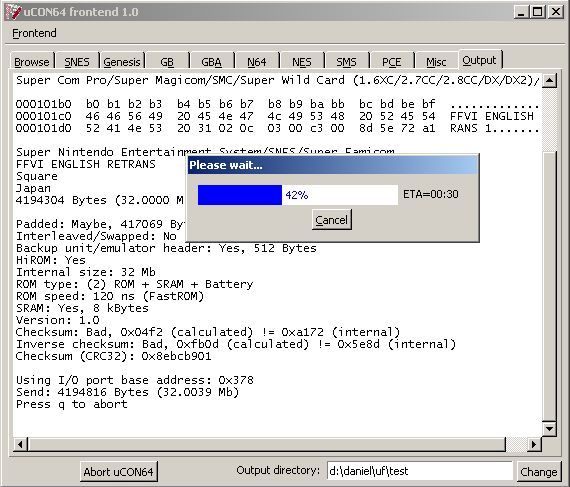 uCON64 frontend 1.0
Frontend
Browse SNES Genesis GB GBA N64 NES SMS PCE Misc Output
Super Com Pro/Super Magicom/SMC/Super Wild Card (1.6XC/2.7CC/2.8CC/DX/DX2)/
000101b0 b0 b1 b2 b3 b4 b5 b6 b7 b8 b9 ba bb bc bd be bf ................
000101c0 46 46 56 49 20 45 4e 47 4c 49 53 48 20 52 45 54 FFVI ENGLISH
000101d0 52 41 4e 53 20 31 02 0c 03 00 c3 00 8d 5e 72 a1 RANS 1.......
Super Nintendo Entertainment System/SNES/Super Famicom
FFVI ENGLISH RETRANS
Square
Japan
4194304 Bytes (32.0000 M
Please wait...
42%
ETA=00:30
Cancel
Padded: Maybe, 417069 By
Interleaved/Swapped: No
Backup unit/emulator header: Yes, 512 Bytes
HiROM: Yes
Internal size: 32 Mb
ROM type: (2) ROM + SRAM + Battery
ROM speed: 120 ns (FastROM)
SRAM: Yes, 8 kBytes
Version: 1.0
Checksum: Bad, 0x04f2 (calculated) != 0xa172 (internal)
Inverse checksum: Bad, 0xfb0d (calculated) != 0x5e8d (internal)
Checksum (CRC32): 0x8ebcb901
Using I/O port base address: 0x378
Send: 4194816 Bytes (32.0039 Mb)
Press q to abort
Abort uCON64 Output directory: d:\daniel\uf\test Change